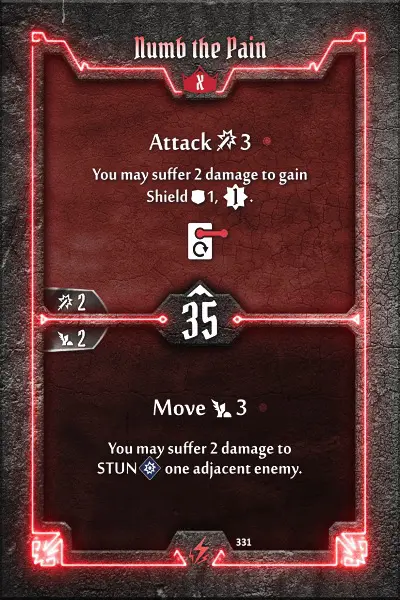 Numb the Pain
X
Attack 3
You may suffer 2 damage to gain
Shield 1, 1.
2
35
2
Move 3
You may suffer 2 damage to
STUN one adjacent enemy.
331